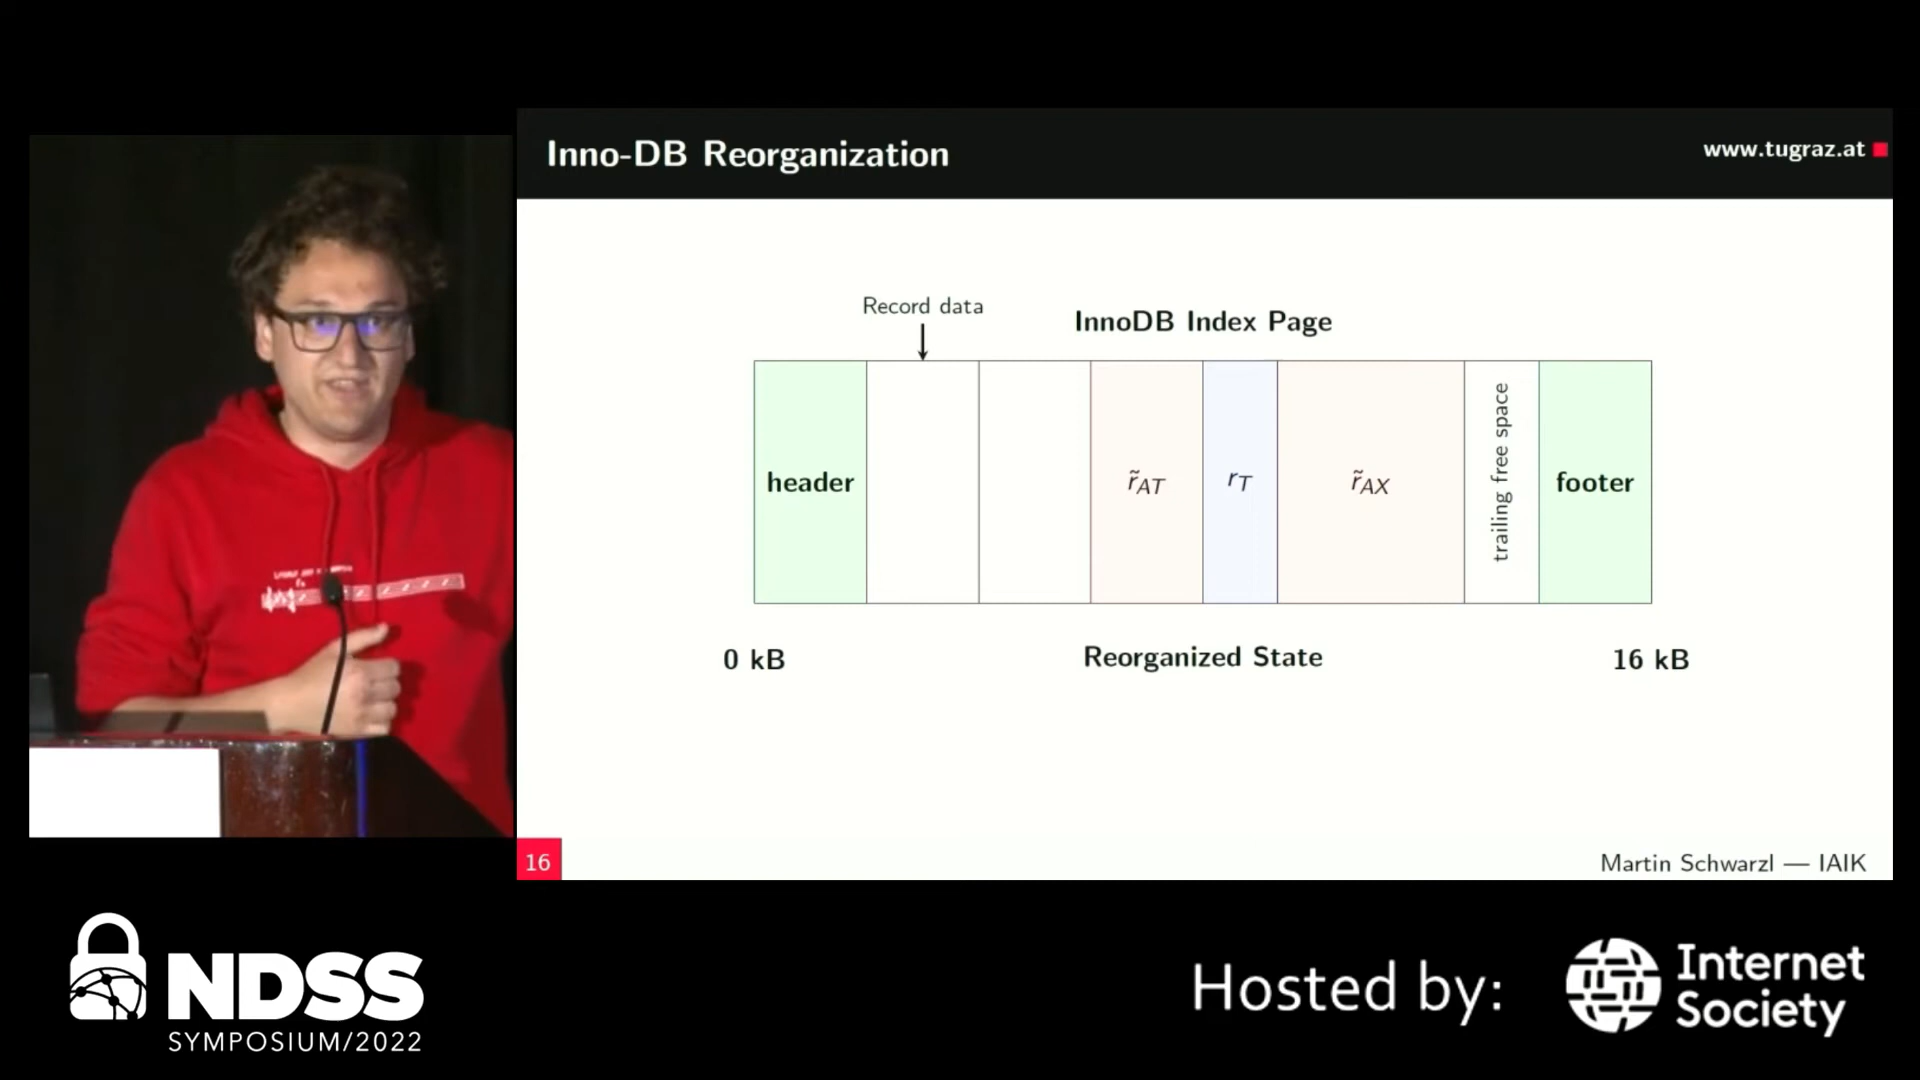 Inno-DB Reorganization
www.tugraz.at
Record data
InnoDB Index Page
header
r̃AT
rT
r̃AX
trailing free space
footer
0 kB
Reorganized State
16 kB
16
Martin Schwarzl — IAIK
NDSS
SYMPOSIUM/2022
Hosted by:
Internet
Society